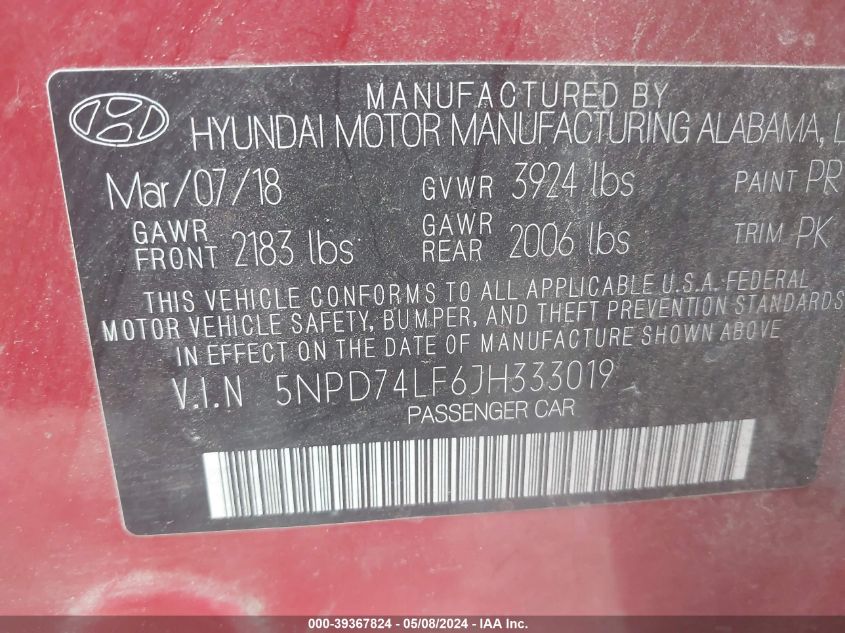 MANUFACTURED BY
HYUNDAI MOTOR MANUFACTURING ALABAMA, L
Mar/07/18 GVWR 3924 lbs PAINT PR
GAWR FRONT 2183 lbs GAWR REAR 2006 lbs TRIM PK
THIS VEHICLE CONFORMS TO ALL APPLICABLE U.S.A. FEDERAL
MOTOR VEHICLE SAFETY, BUMPER, AND THEFT PREVENTION STANDARDS
IN EFFECT ON THE DATE OF MANUFACTURE SHOWN ABOVE
V.I.N 5NPD74LF6JH333019
PASSENGER CAR
000-39367824 - 05/08/2024 - IAA Inc.